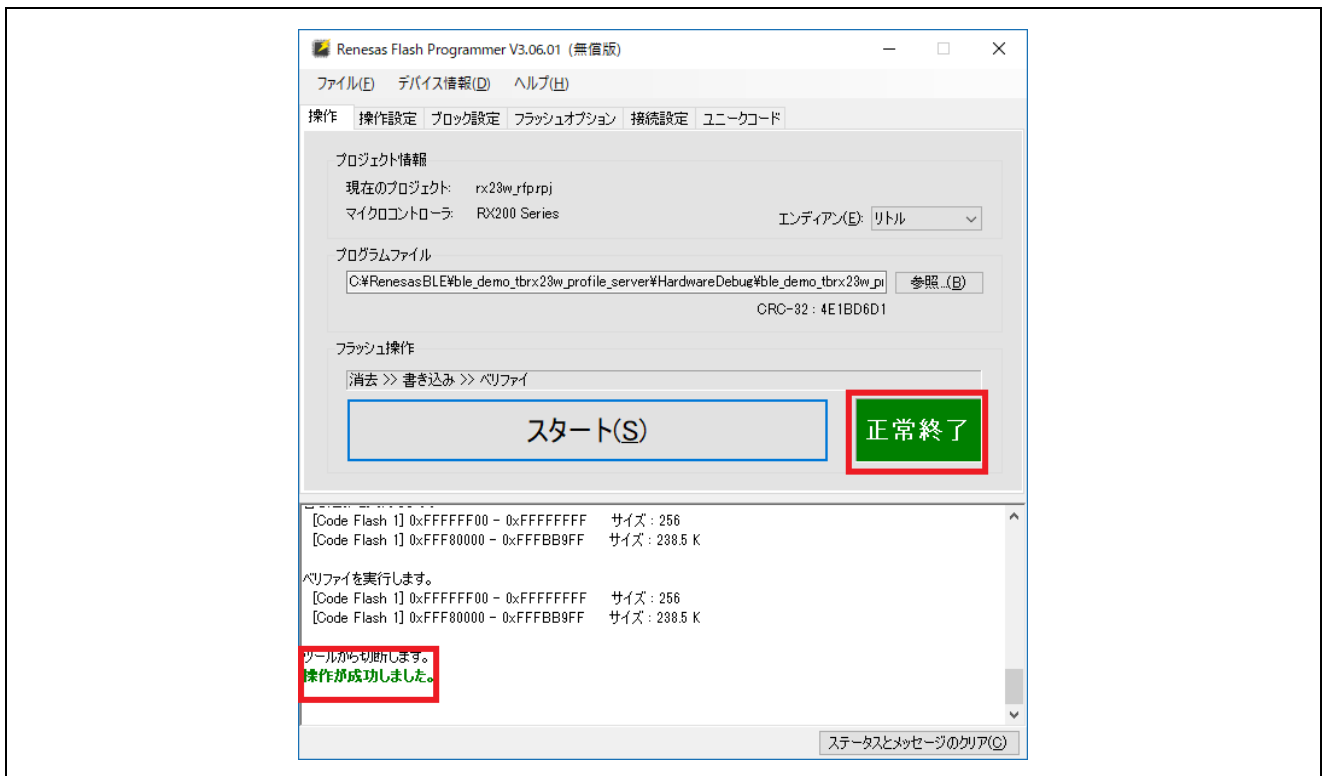 Renesas Flash Programmer V3.06.01 (無償版)
ファイル(F) デバイス情報(D) ヘルプ(H)
操作 操作設定 ブロック設定 フラッシュオプション 接続設定 ユニークコード
プロジェクト情報
現在のプロジェクト: rx23w_rfp.rpj
マイクロコントローラ: RX200 Series エンディアン(E): リトル
プログラムファイル
C:¥RenesasBLE¥ble_demo_tbrx23w_profile_server¥HardwareDebug¥ble_demo_tbrx23w_pi 参照...(B)
CRC-32 : 4E1BD6D1
フラッシュ操作
消去 >> 書き込み >> ベリファイ
スタート(S) 正常終了
[Code Flash 1] 0xFFFFFF00 - 0xFFFFFFFF サイズ : 256
[Code Flash 1] 0xFFF80000 - 0xFFFBB9FF サイズ : 238.5 K
ベリファイを実行します。
[Code Flash 1] 0xFFFFFF00 - 0xFFFFFFFF サイズ : 256
[Code Flash 1] 0xFFF80000 - 0xFFFBB9FF サイズ : 238.5 K
ツールから切断します。
操作が成功しました。
ステータスとメッセージのクリア(C)